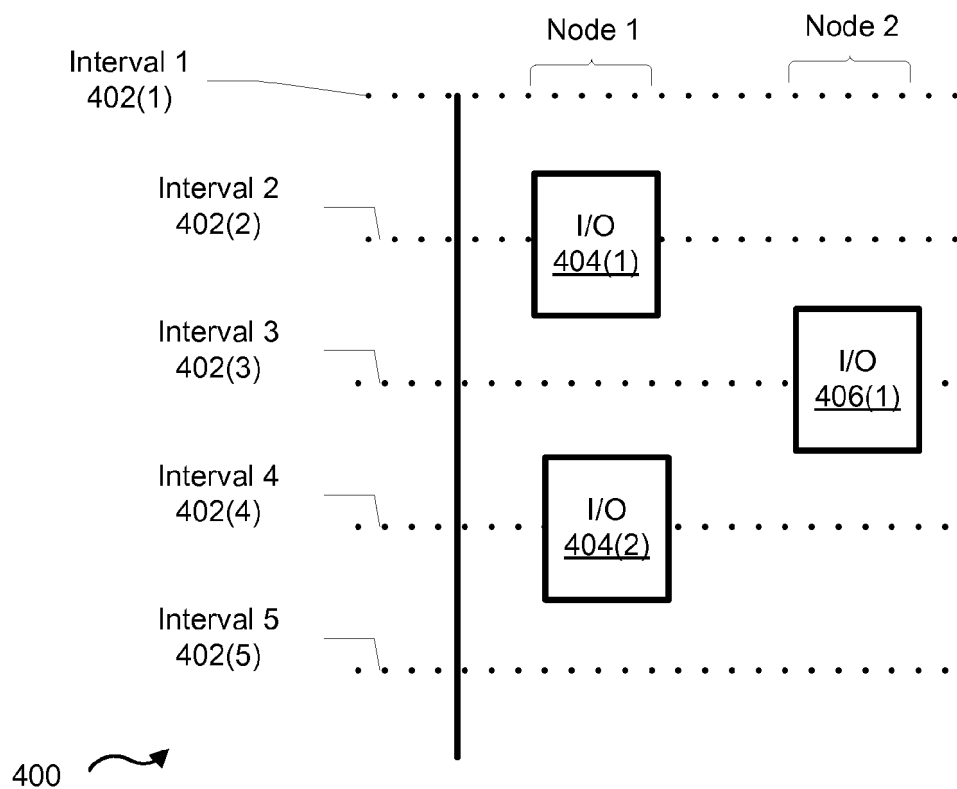 Node 1
Node 2
Interval 1
402(1)
Interval 2
402(2)
I/O
404(1)
Interval 3
402(3)
I/O
406(1)
Interval 4
402(4)
I/O
404(2)
Interval 5
402(5)
400